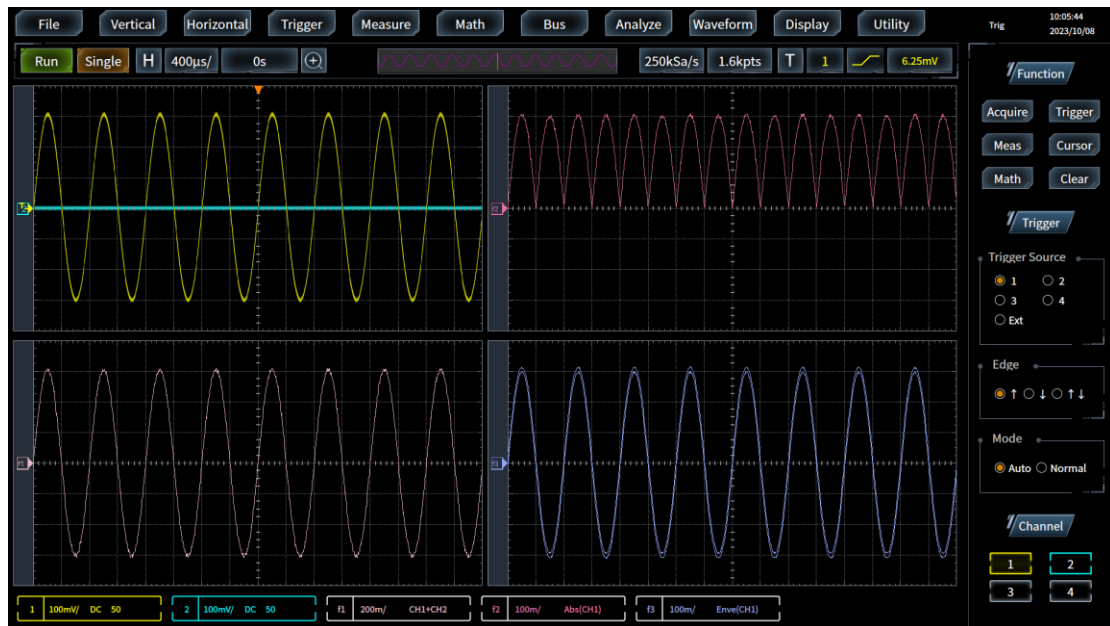 File Vertical Horizontal Trigger Measure Math Bus Analyze Waveform Display Utility
Trig
10:05:44
2023/10/08
Run Single H 400μs/ 0s 250kSa/s 1.6kpts T 1 6.25mV
Function
Acquire Trigger
Meas Cursor
Math Clear
Trigger
Trigger Source
1 2
3 4
Ext
Edge
↑ ↓ ↑↓
Mode
Auto Normal
Channel
1 2
3 4
f2
f1
f3
1 100mV/ DC 50
2 100mV/ DC 50
f1 200m/ CH1+CH2
f2 100m/ Abs(CH1)
f3 100m/ Enve(CH1)